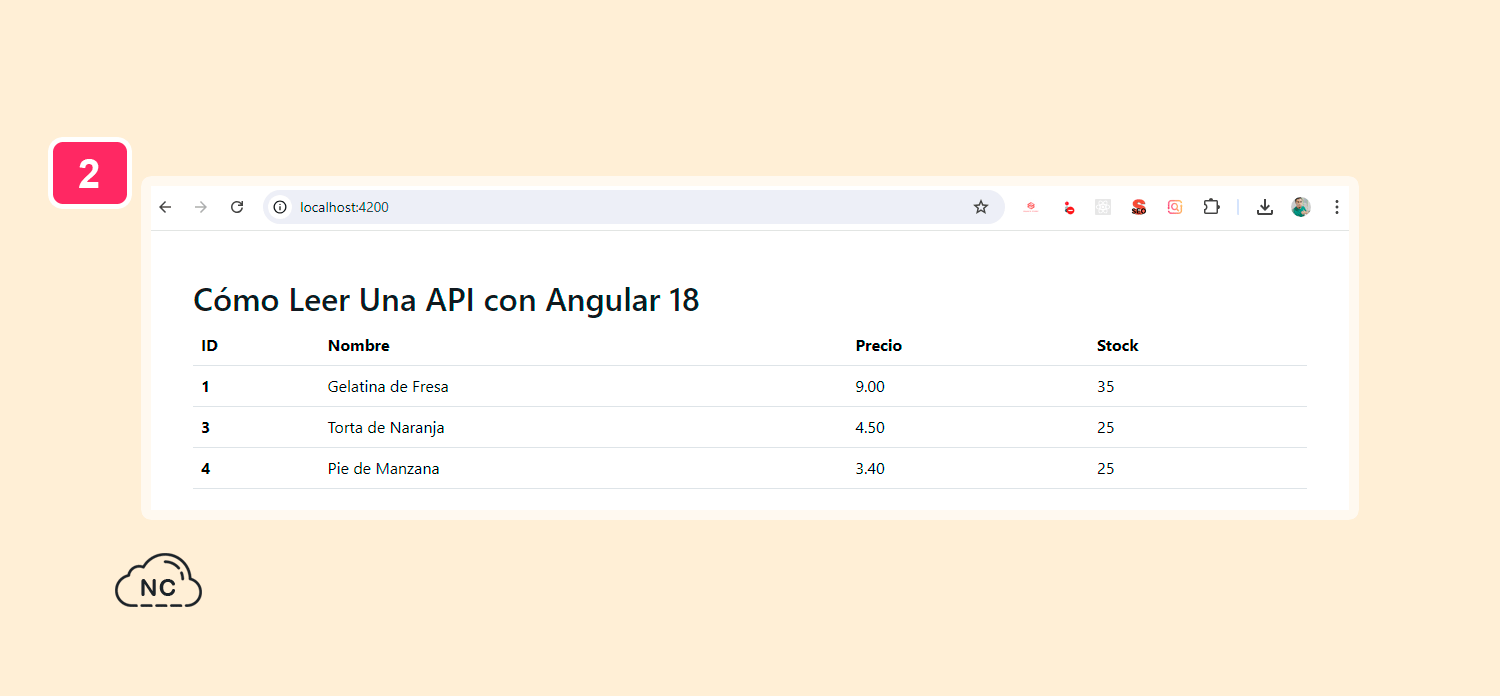 2
localhost:4200
SEO
Cómo Leer Una API con Angular 18
ID Nombre Precio Stock
1 Gelatina de Fresa 9.00 35
3 Torta de Naranja 4.50 25
4 Pie de Manzana 3.40 25
NC